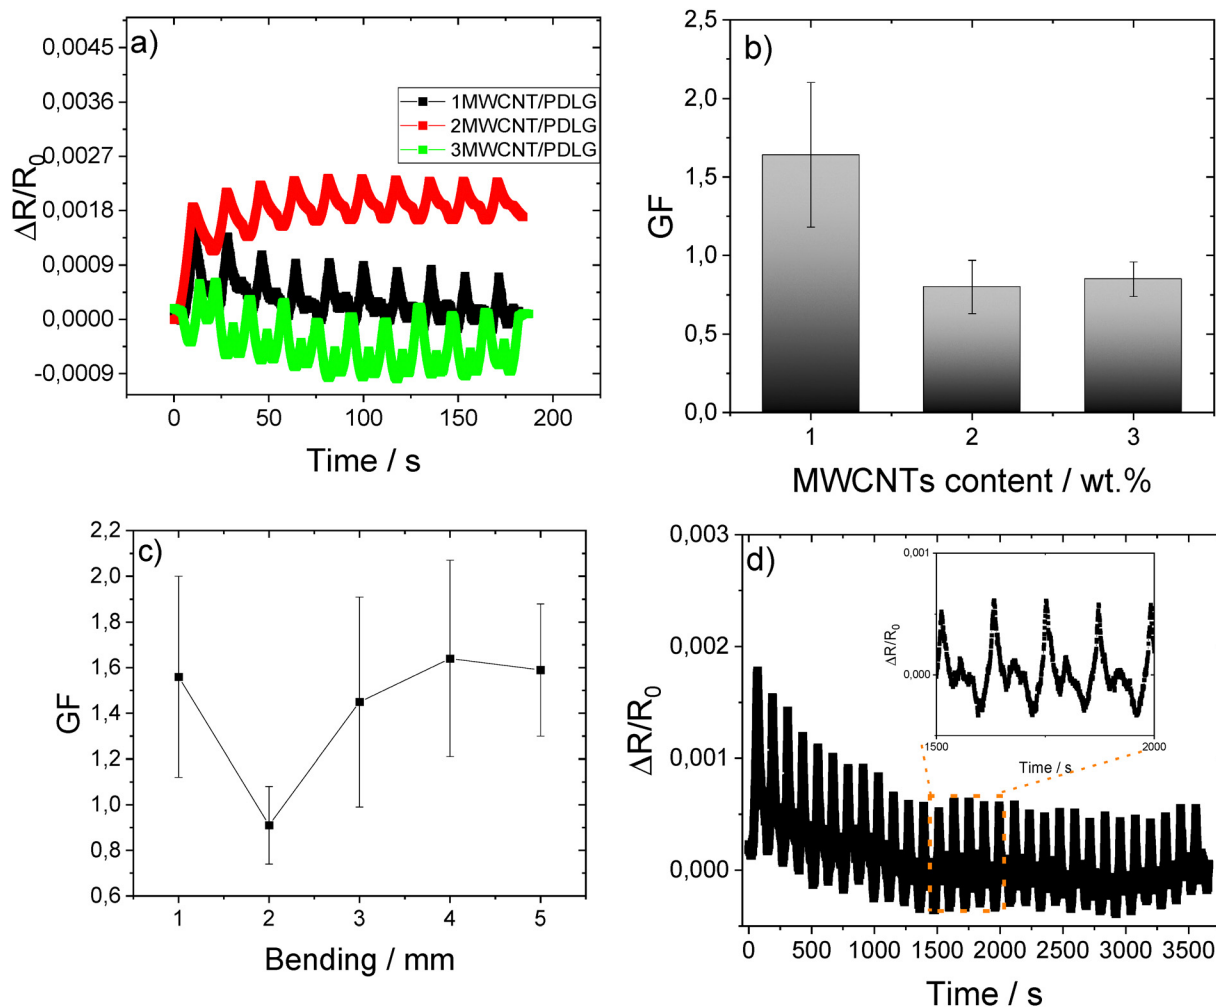 a)
0,0045
0,0036
0,0027
0,0018
0,0009
0,0000
-0,0009
ΔR/R0
1MWCNT/PDLG
2MWCNT/PDLG
3MWCNT/PDLG
0 50 100 150 200
Time / s
b)
2,5
2,0
1,5
1,0
0,5
0,0
GF
1 2 3
MWCNTs content / wt.%
c)
2,2
2,0
1,8
1,6
1,4
1,2
1,0
0,8
0,6
GF
1 2 3 4 5
Bending / mm
d)
0,003
0,002
0,001
0,000
ΔR/R0
0,001
0,000
ΔR/R0
1500 2000
Time / s
0 500 1000 1500 2000 2500 3000 3500
Time / s